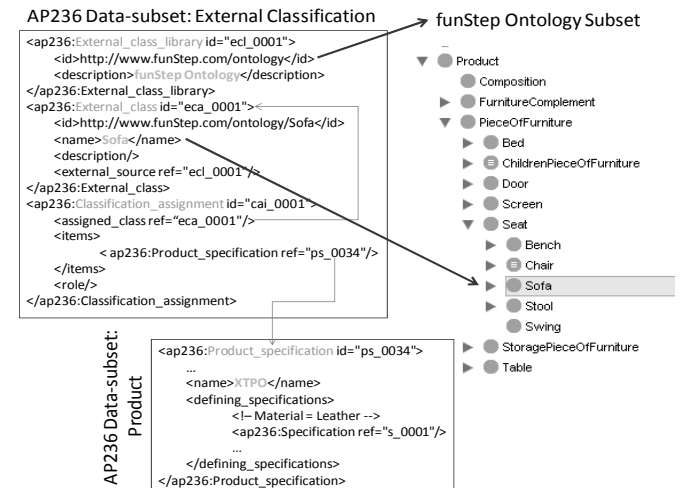 AP236 Data-subset: External Classification
<ap236:External_class_library id="ecl_0001">
<id>http://www.funStep.com/ontology</id>
<description>funStep Ontology</description>
</ap236:External_class_library>
<ap236:External_class id="eca_0001">
<id>http://www.funStep.com/ontology/Sofa</id>
<name>Sofa</name>
<description/>
<external_source ref="ecl_0001"/>
</ap236:External_class>
<ap236:Classification_assignment id="cai_0001">
<assigned_class ref="eca_0001"/>
<items>
< ap236:Product_specification ref="ps_0034"/>
</items>
<role/>
</ap236:Classification_assignment>
funStep Ontology Subset
Product
Composition
FurnitureComplement
PieceOfFurniture
Bed
ChildrenPieceOfFurniture
Door
Screen
Seat
Bench
Chair
Sofa
Stool
Swing
StoragePieceOfFurniture
Table
AP236 Data-subset:
Product
<ap236:Product_specification id="ps_0034">
...
<name>XTPO</name>
<defining_specifications>
<!– Material = Leather -->
<ap236:Specification ref="s_0001"/>
...
</defining_specifications>
</ap236:Product_specification>